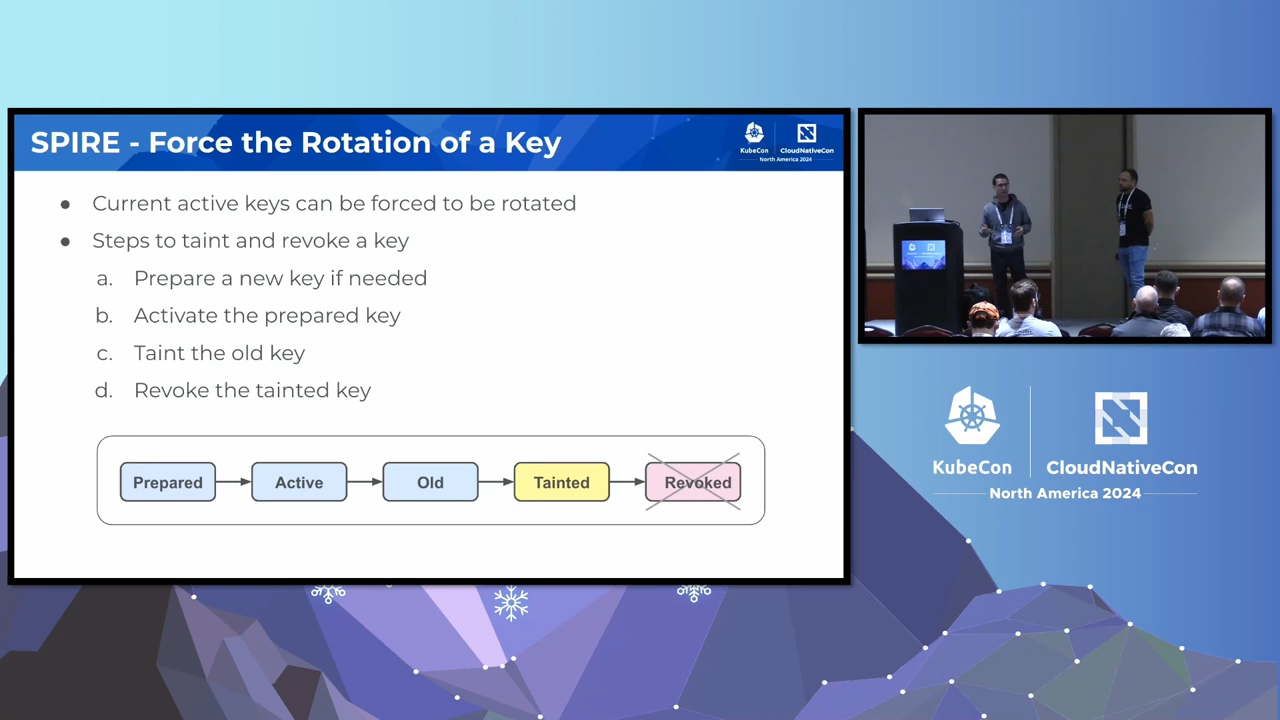 SPIRE - Force the Rotation of a Key
KubeCon
CloudNativeCon
North America 2024
● Current active keys can be forced to be rotated
● Steps to taint and revoke a key
a. Prepare a new key if needed
b. Activate the prepared key
c. Taint the old key
d. Revoke the tainted key
Prepared
Active
Old
Tainted
Revoked
KubeCon
CloudNativeCon
North America 2024